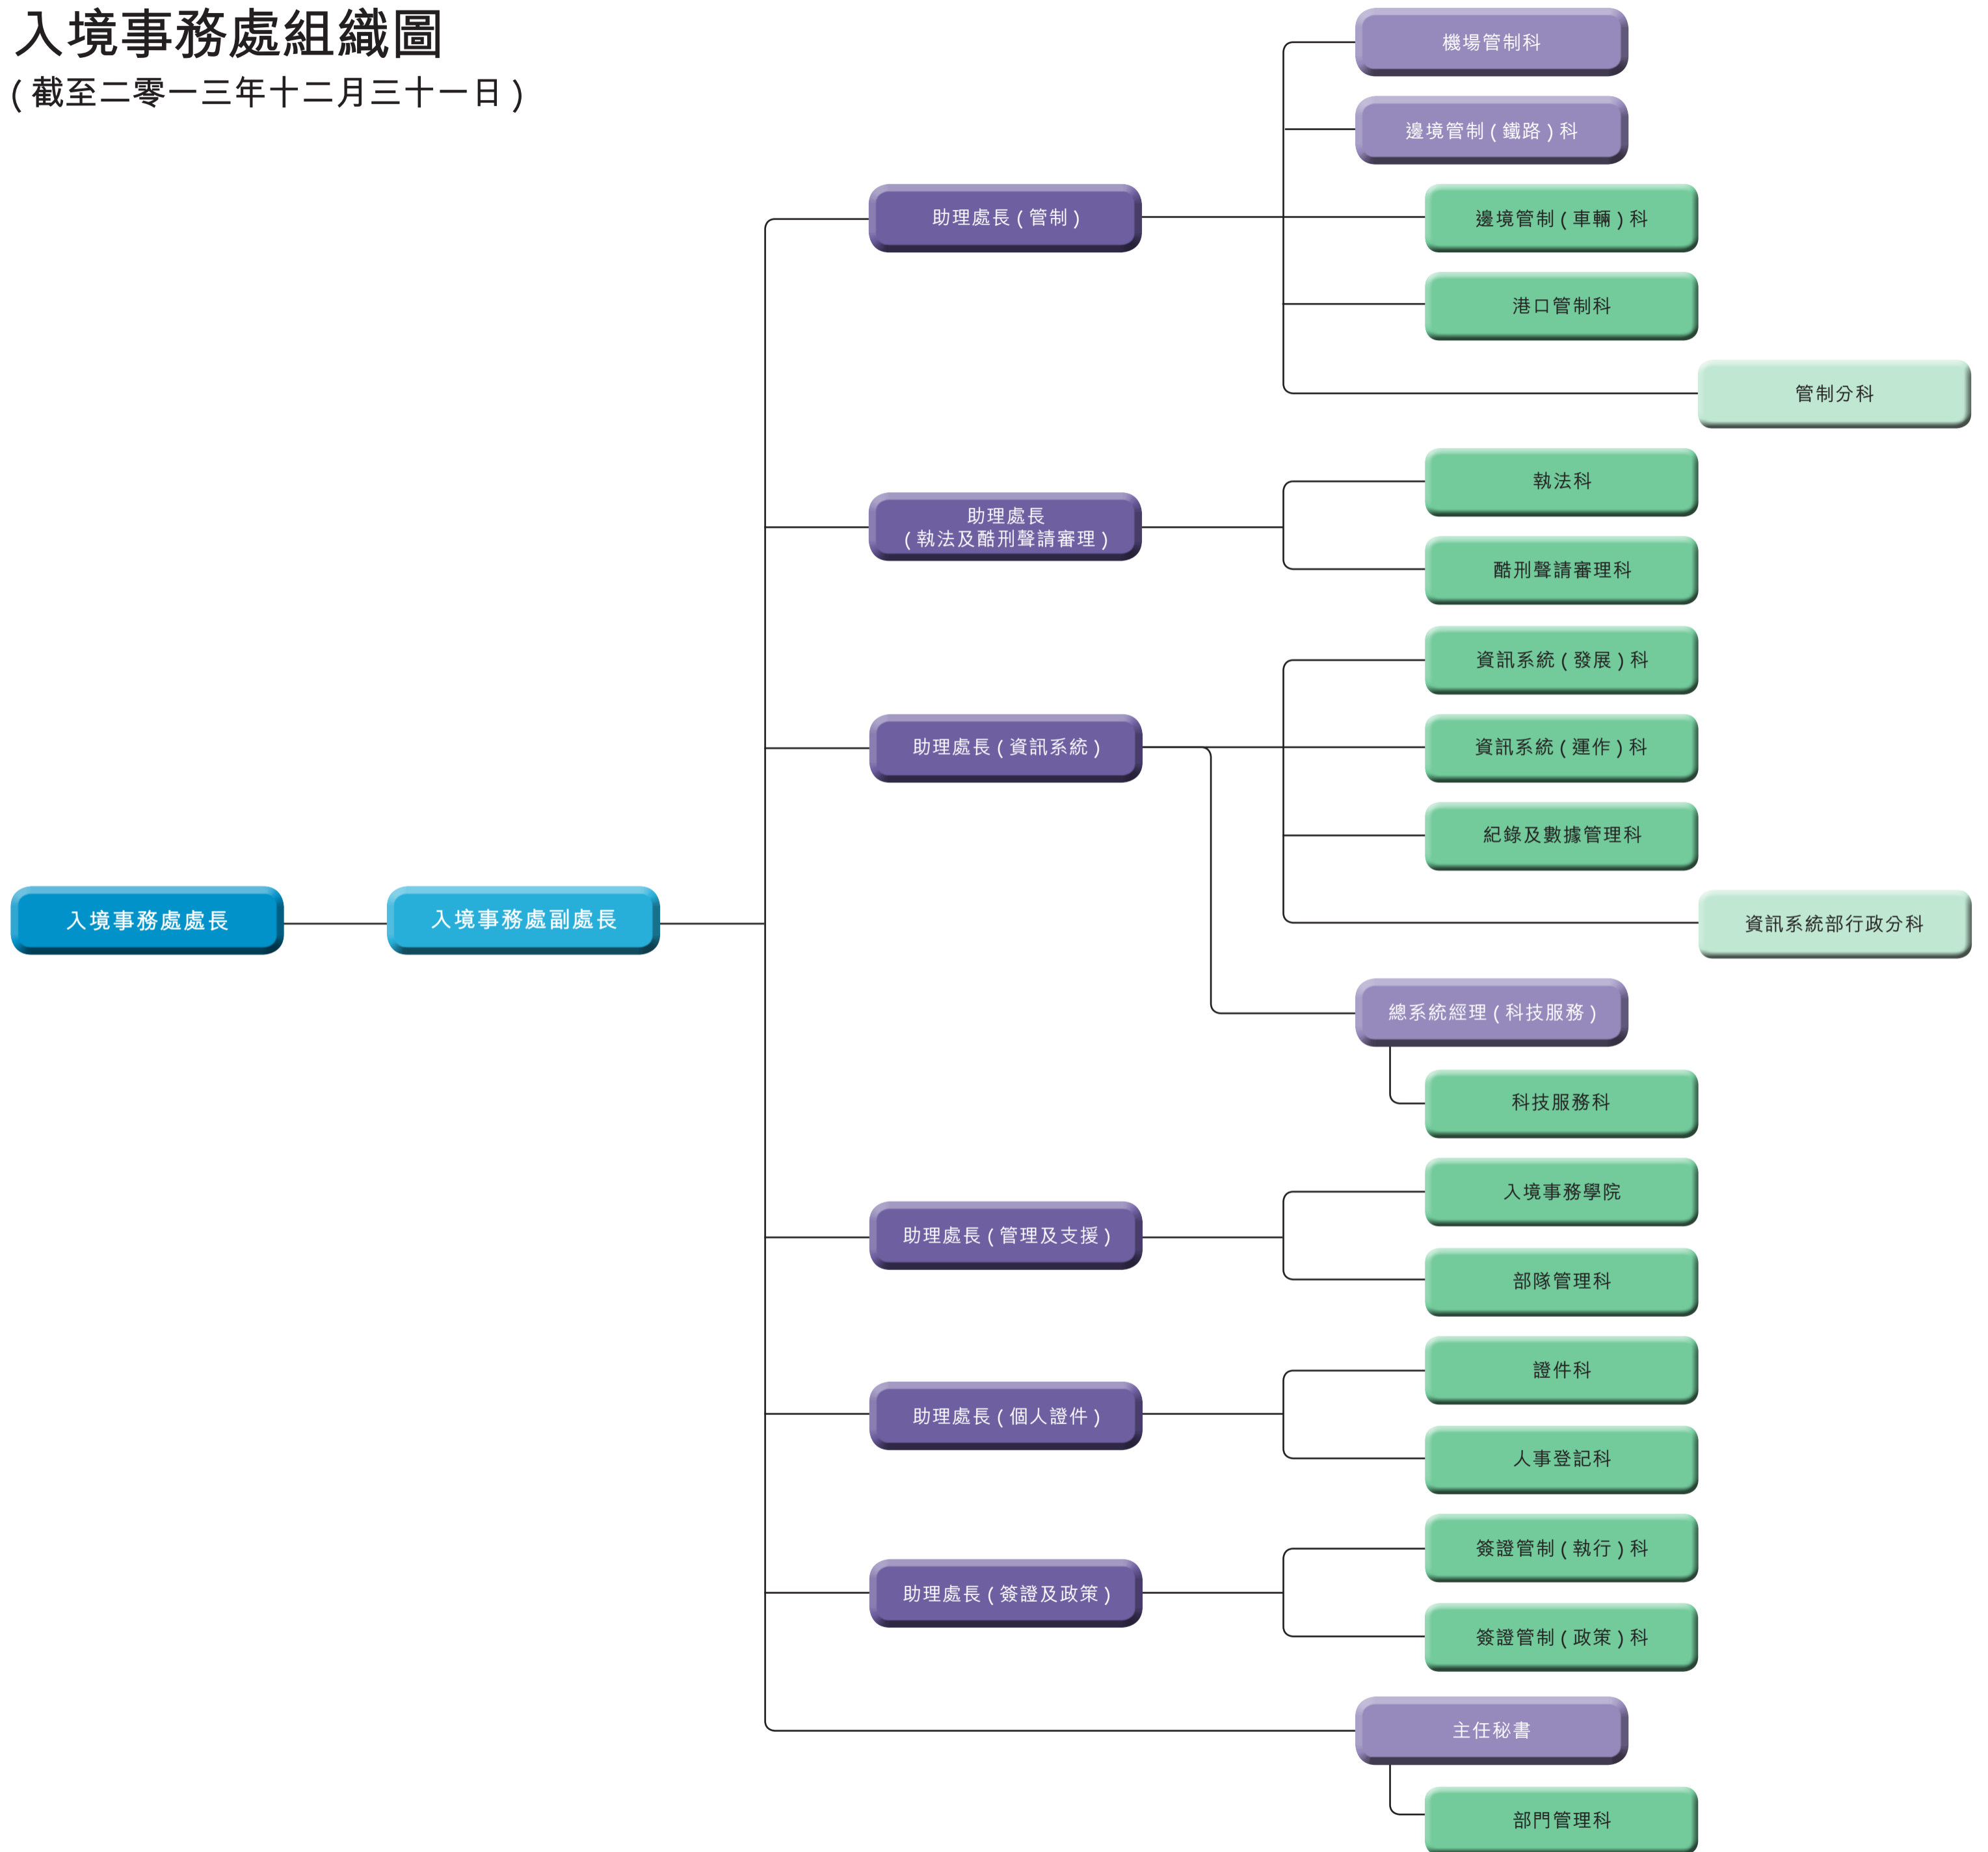 入境事務處組織圖
(截至二零一三年十二月三十一日)
機場管制科
邊境管制(鐵路)科
助理處長(管制)
邊境管制(車輛)科
港口管制科
管制分科
執法科
助理處長
(執法及酷刑聲請審理)
酷刑聲請審理科
資訊系統(發展)科
助理處長(資訊系統)
資訊系統(運作)科
紀錄及數據管理科
入境事務處處長
入境事務處副處長
資訊系統部行政分科
總系統經理(科技服務)
科技服務科
入境事務學院
助理處長(管理及支援)
部隊管理科
證件科
助理處長(個人證件)
人事登記科
簽證管制(執行)科
助理處長(簽證及政策)
簽證管制(政策)科
主任秘書
部門管理科